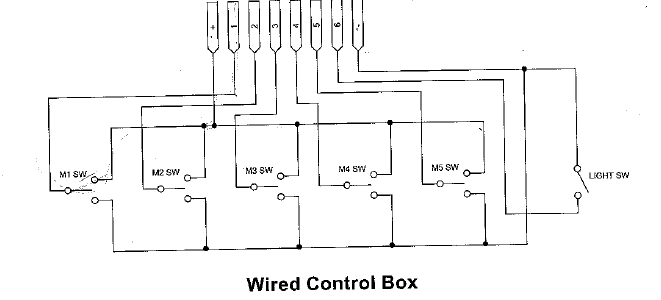 + 1 2 3 4 5 6 -
M1 SW M2 SW M3 SW M4 SW M5 SW LIGHT SW
Wired Control Box